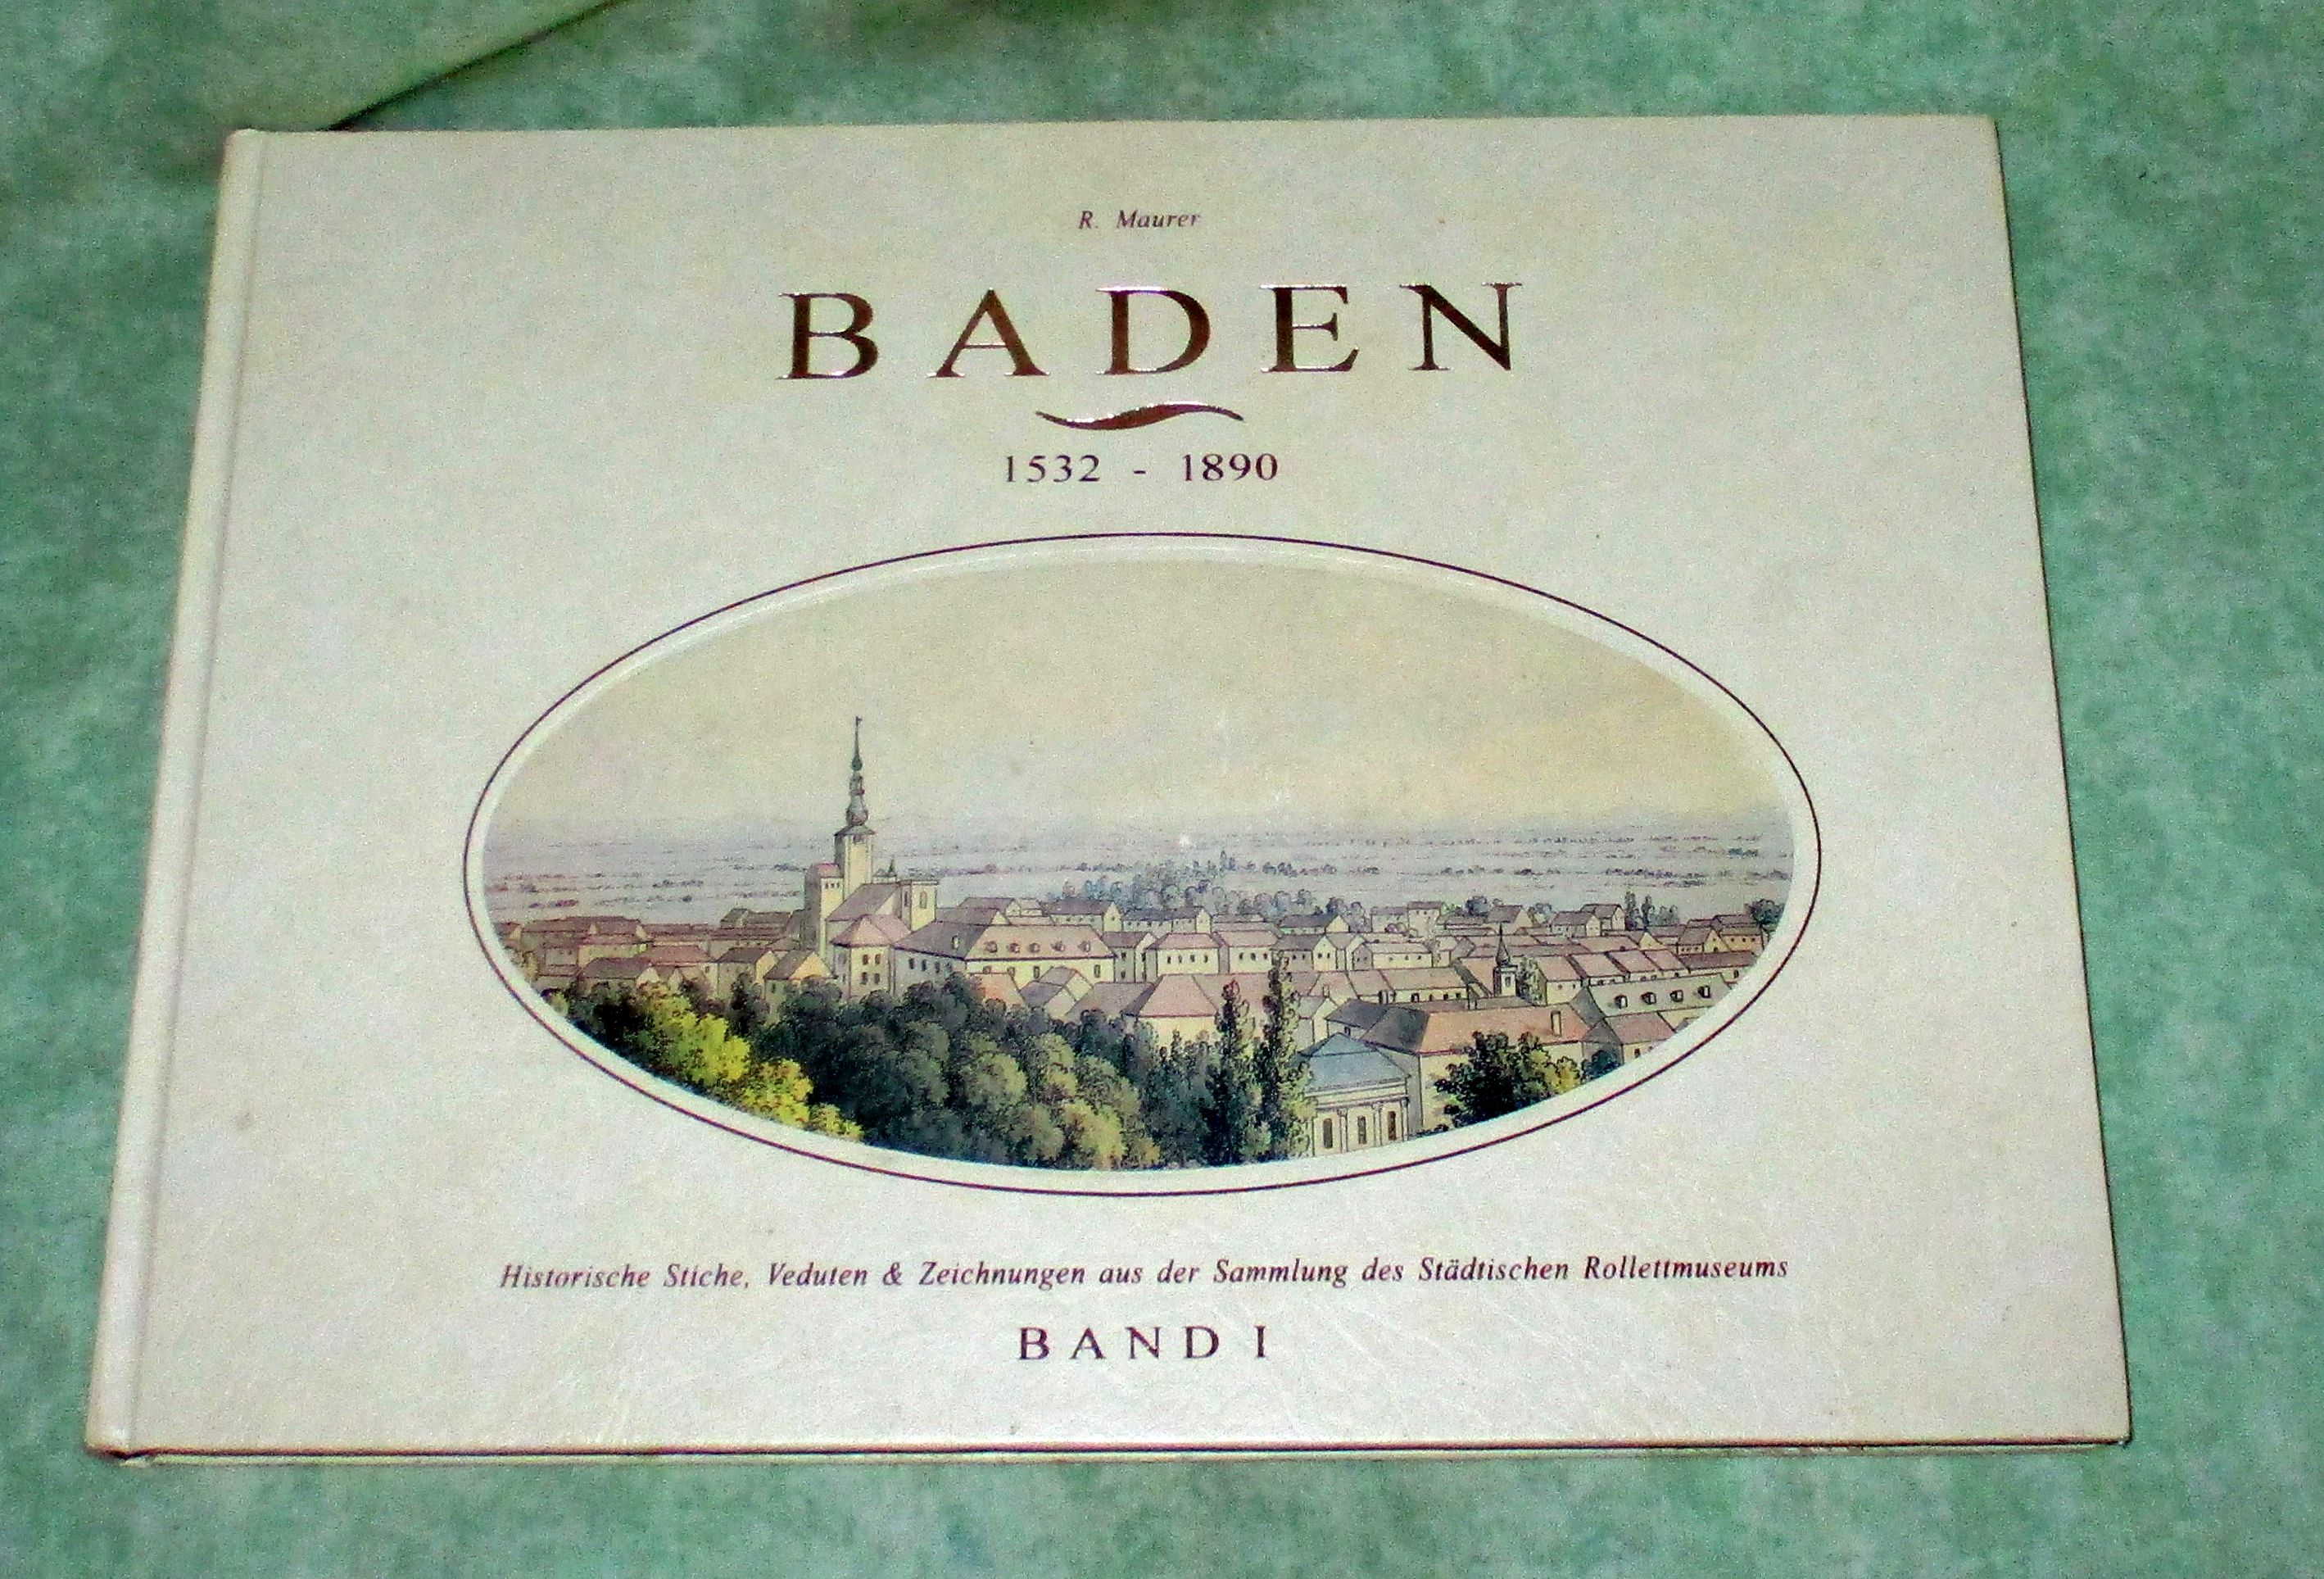 R. Maurer
BADEN
1532 - 1890
Historische Stiche, Veduten & Zeichnungen aus der Sammlung des Städtischen Rollettmuseums
BAND I